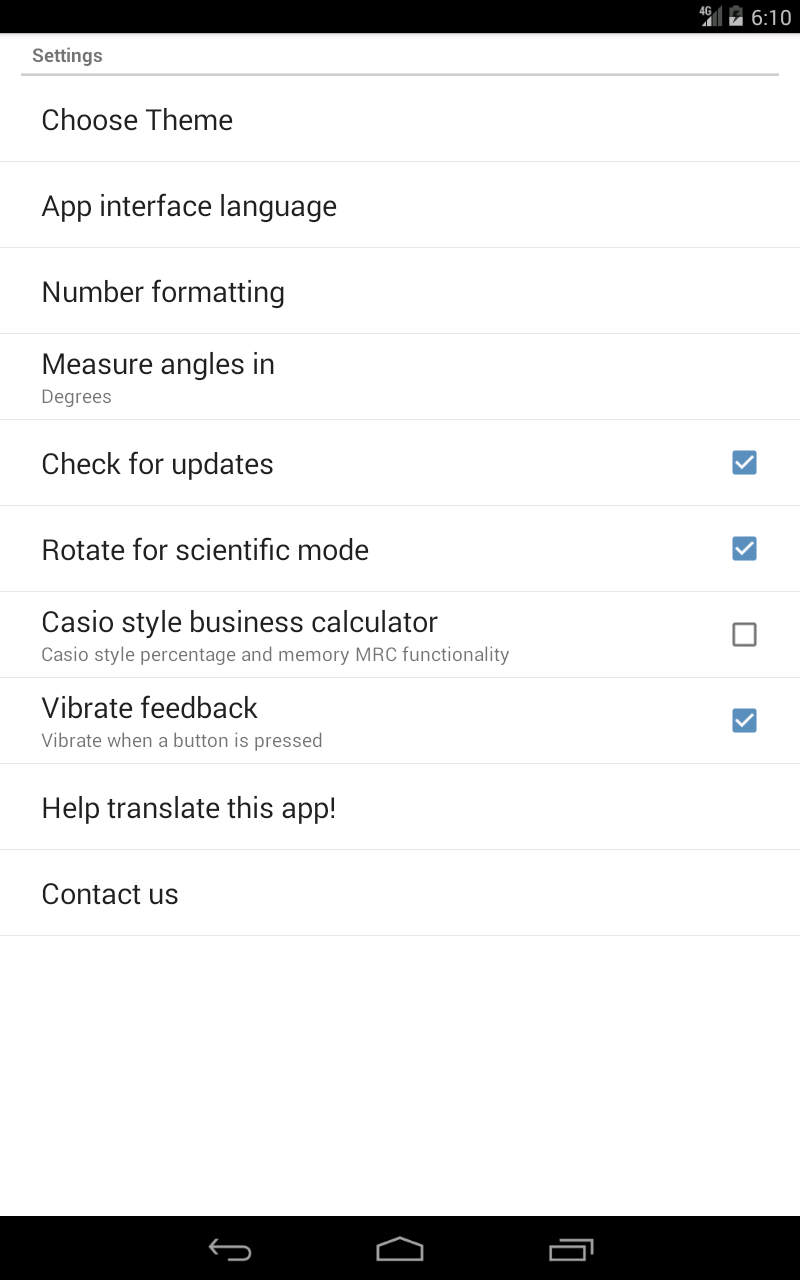 4G 6:10
Settings
Choose Theme
App interface language
Number formatting
Measure angles in
Degrees
Check for updates
Rotate for scientific mode
Casio style business calculator
Casio style percentage and memory MRC functionality
Vibrate feedback
Vibrate when a button is pressed
Help translate this app!
Contact us